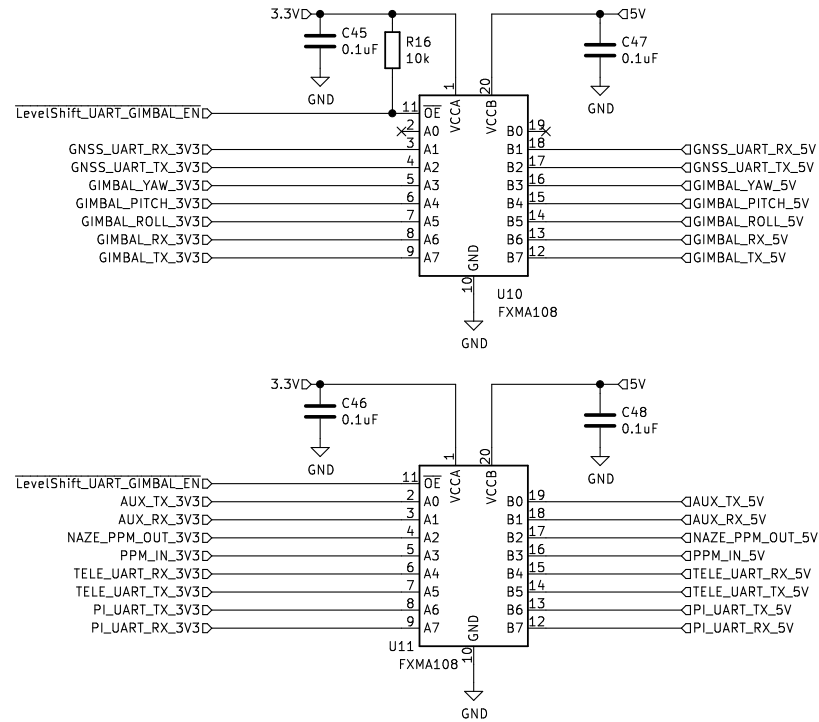 3.3V
C45
0.1uF
GND
R16
10k
5V
C47
0.1uF
GND
LevelShift_UART_GIMBAL_EN
GNSS_UART_RX_3V3
GNSS_UART_TX_3V3
GIMBAL_YAW_3V3
GIMBAL_PITCH_3V3
GIMBAL_ROLL_3V3
GIMBAL_RX_3V3
GIMBAL_TX_3V3
1 VCCA
20 VCCB
11 OE
2 A0
3 A1
4 A2
5 A3
6 A4
7 A5
8 A6
9 A7
B0 19
B1 18
B2 17
B3 16
B4 15
B5 14
B6 13
B7 12
10 GND
GNSS_UART_RX_5V
GNSS_UART_TX_5V
GIMBAL_YAW_5V
GIMBAL_PITCH_5V
GIMBAL_ROLL_5V
GIMBAL_RX_5V
GIMBAL_TX_5V
U10
FXMA108
GND
3.3V
C46
0.1uF
GND
5V
C48
0.1uF
GND
LevelShift_UART_GIMBAL_EN
AUX_TX_3V3
AUX_RX_3V3
NAZE_PPM_OUT_3V3
PPM_IN_3V3
TELE_UART_RX_3V3
TELE_UART_TX_3V3
PI_UART_TX_3V3
PI_UART_RX_3V3
1 VCCA
20 VCCB
11 OE
2 A0
3 A1
4 A2
5 A3
6 A4
7 A5
8 A6
9 A7
B0 19
B1 18
B2 17
B3 16
B4 15
B5 14
B6 13
B7 12
10 GND
AUX_TX_5V
AUX_RX_5V
NAZE_PPM_OUT_5V
PPM_IN_5V
TELE_UART_RX_5V
TELE_UART_TX_5V
PI_UART_TX_5V
PI_UART_RX_5V
U11
FXMA108
GND